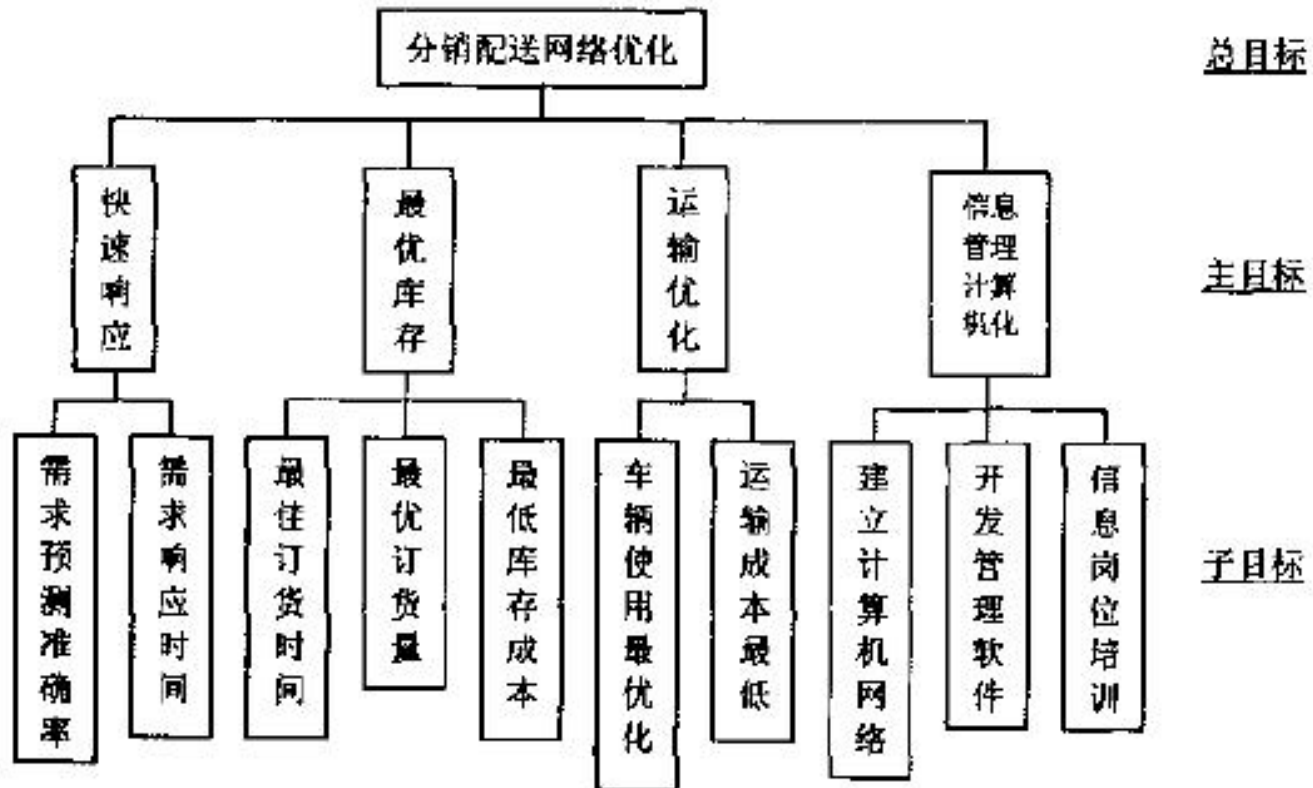 分销配送网络优化
总目标
快速响应
最优库存
运输优化
信息
管理
计算
机化
主目标
需求预测准确率
需求响应时间
最佳订货时间
最优订货量
最低库存成本
车辆使用最优化
运输成本最低
建立计算机网络
开发管理软件
信息岗位培训
子目标